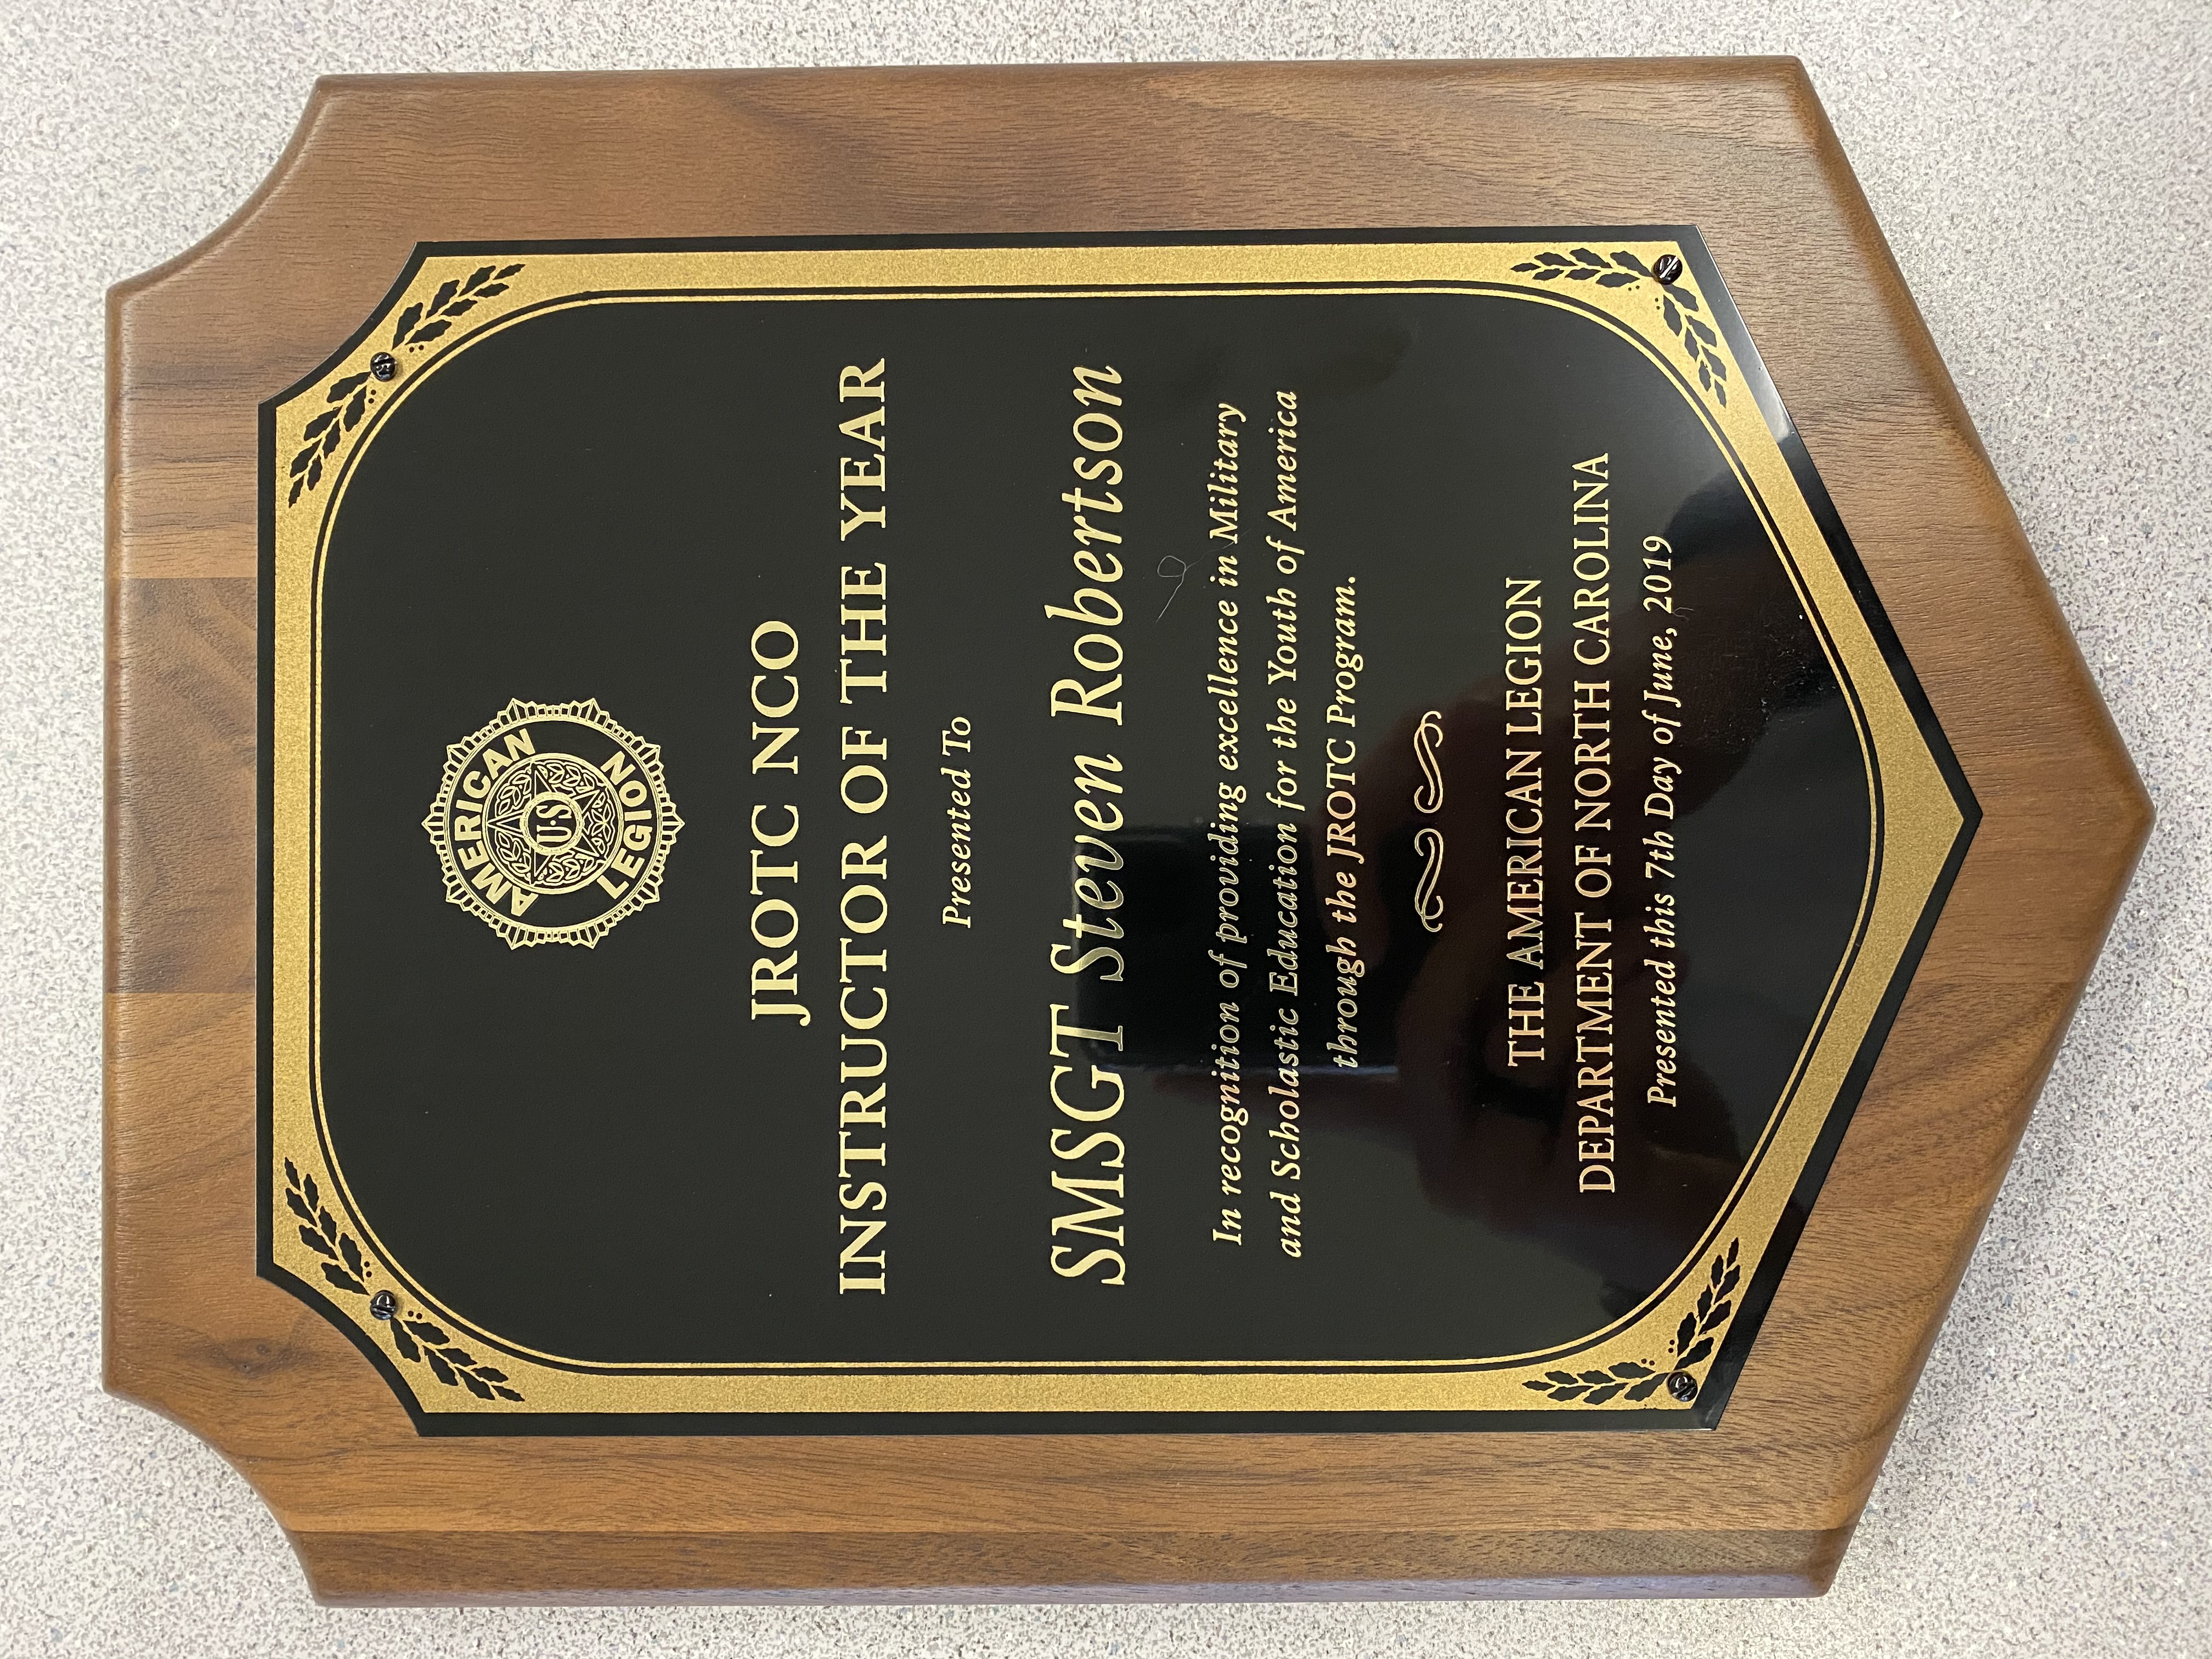 AMERICAN
U.S
LEGION
JROTC NCO
INSTRUCTOR OF THE YEAR
Presented To
SMSGT Steven Robertson
In recognition of providing excellence in Military
and Scholastic Education for the Youth of America
through the JROTC Program.
THE AMERICAN LEGION
DEPARTMENT OF NORTH CAROLINA
Presented this 7th Day of June, 2019